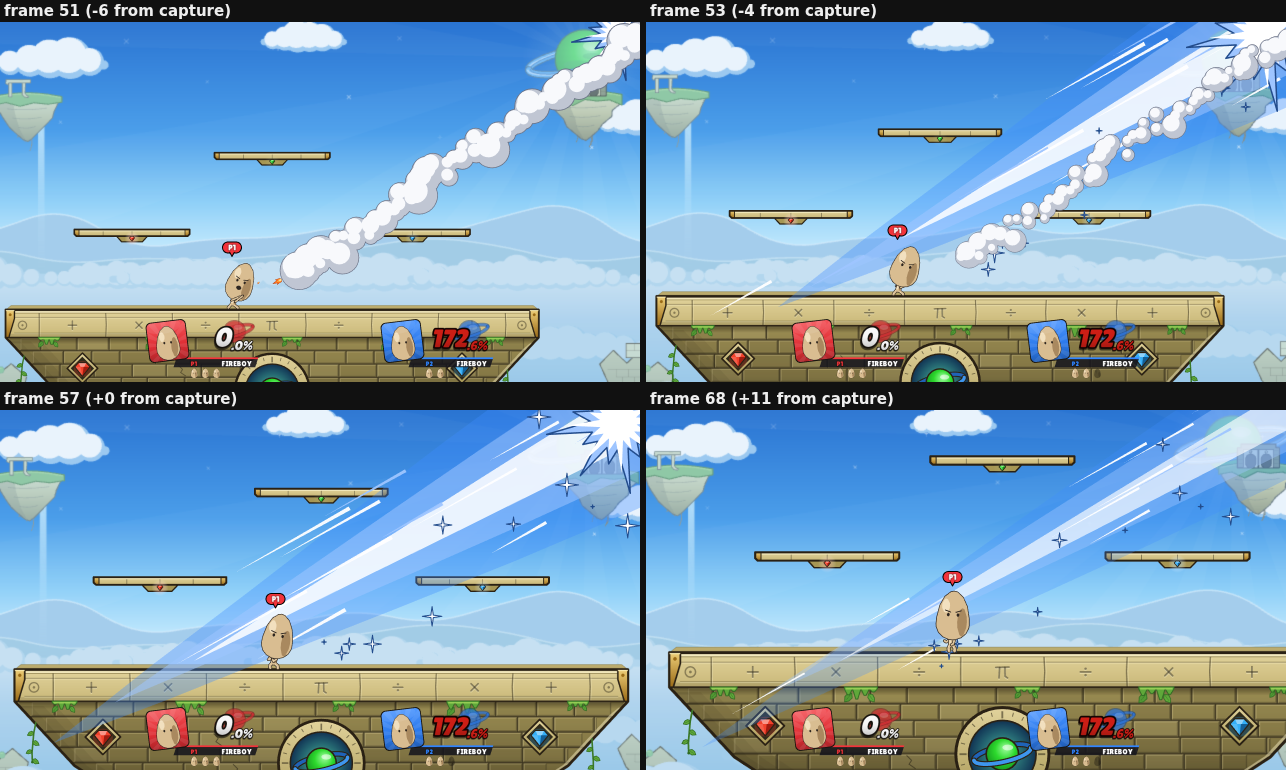 frame 51 (-6 from capture)
P1
+ × ÷ π ÷
0.0%
172.6%
P1 FIREBOY
P2 FIREBOY
frame 53 (-4 from capture)
P1
+ × ÷ π ÷ × +
0.0%
172.6%
P1 FIREBOY
P2 FIREBOY
frame 57 (+0 from capture)
P1
+ × ÷ π ÷ × +
0.0%
172.6%
P1 FIREBOY
P2 FIREBOY
frame 68 (+11 from capture)
P1
+ × ÷ π ÷ × +
0.0%
172.6%
P1 FIREBOY
P2 FIREBOY